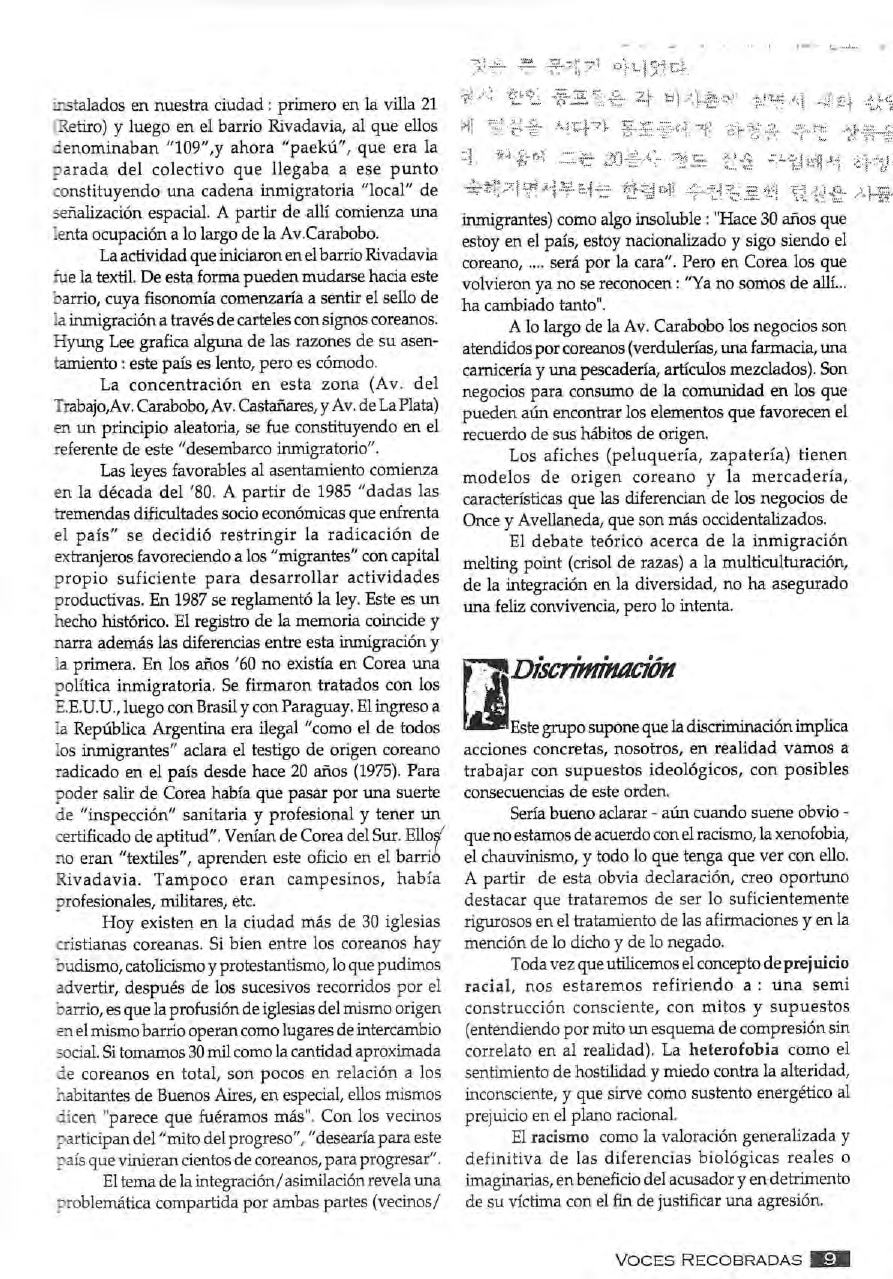 instalados en nuestra ciudad : primero en la villa 21
(Retiro) y luego en el barrio Rivadavia, al que ellos
denominaban "109",y ahora "paekú", que era la
parada del colectivo que llegaba a ese punto
constituyendo una cadena inmigratoria "local" de
señalización espacial. A partir de allí comienza una
lenta ocupación a lo largo de la Av.Carabobo.
La actividad que iniciaron en el barrio Rivadavia
fue la textil. De esta forma pueden mudarse hacia este
barrio, cuya fisonomía comenzaría a sentir el sello de
la inmigración a través de carteles con signos coreanos.
Hyung Lee grafica alguna de las razones de su asen-
tamiento : este país es lento, pero es cómodo.
La concentración en esta zona (Av. del
Trabajo,Av. Carabobo, Av. Castañares, y Av. de La Plata)
en un principio aleatoria, se fue constituyendo en el
referente de este "desembarco inmigratorio".
Las leyes favorables al asentamiento comienza
en la década del '80. A partir de 1985 "dadas las
tremendas dificultades socio económicas que enfrenta
el país" se decidió restringir la radicación de
extranjeros favoreciendo a los "migrantes" con capital
propio suficiente para desarrollar actividades
productivas. En 1987 se reglamentó la ley. Este es un
hecho histórico. El registro de la memoria coincide y
narra además las diferencias entre esta inmigración y
la primera. En los años '60 no existía en Corea una
política inmigratoria. Se firmaron tratados con los
E.E.U.U., luego con Brasil y con Paraguay. El ingreso a
la República Argentina era ilegal "como el de todos
los inmigrantes" aclara el testigo de origen coreano
radicado en el país desde hace 20 años (1975). Para
poder salir de Corea había que pasar por una suerte
de "inspección" sanitaria y profesional y tener un
certificado de aptitud". Venían de Corea del Sur. Ellos
no eran "textiles", aprenden este oficio en el barrio
Rivadavia. Tampoco eran campesinos, había
profesionales, militares, etc.
Hoy existen en la ciudad más de 30 iglesias
cristianas coreanas. Si bien entre los coreanos hay
budismo, catolicismo y protestantismo, lo que pudimos
advertir, después de los sucesivos recorridos por el
barrio, es que la profusión de iglesias del mismo origen
en el mismo barrio operan como lugares de intercambio
social. Si tomamos 30 mil como la cantidad aproximada
de coreanos en total, son pocos en relación a los
habitantes de Buenos Aires, en especial, ellos mismos
dicen "parece que fuéramos más". Con los vecinos
participan del "mito del progreso", "desearía para este
país que vinieran cientos de coreanos, para progresar".
El tema de la integración/asimilación revela una
problemática compartida por ambas partes (vecinos/
것은 큰 문제가 아니었다.
inmigrantes) como algo insoluble : "Hace 30 años que
estoy en el país, estoy nacionalizado y sigo siendo el
coreano, .... será por la cara". Pero en Corea los que
volvieron ya no se reconocen : "Ya no somos de allí...
ha cambiado tanto".
A lo largo de la Av. Carabobo los negocios son
atendidos por coreanos (verdulerías, una farmacia, una
carnicería y una pescadería, artículos mezclados). Son
negocios para consumo de la comunidad en los que
pueden aún encontrar los elementos que favorecen el
recuerdo de sus hábitos de origen.
Los afiches (peluquería, zapatería) tienen
modelos de origen coreano y la mercadería,
características que las diferencian de los negocios de
Once y Avellaneda, que son más occidentalizados.
El debate teórico acerca de la inmigración
melting point (crisol de razas) a la multiculturación,
de la integración en la diversidad, no ha asegurado
una feliz convivencia, pero lo intenta.
Discriminación
Este grupo supone que la discriminación implica
acciones concretas, nosotros, en realidad vamos a
trabajar con supuestos ideológicos, con posibles
consecuencias de este orden.
Sería bueno aclarar - aún cuando suene obvio -
que no estamos de acuerdo con el racismo, la xenofobia,
el chauvinismo, y todo lo que tenga que ver con ello.
A partir de esta obvia declaración, creo oportuno
destacar que trataremos de ser lo suficientemente
rigurosos en el tratamiento de las afirmaciones y en la
mención de lo dicho y de lo negado.
Toda vez que utilicemos el concepto de prejuicio
racial, nos estaremos refiriendo a : una semi
construcción consciente, con mitos y supuestos
(entendiendo por mito un esquema de compresión sin
correlato en al realidad). La heterofobia como el
sentimiento de hostilidad y miedo contra la alteridad,
inconsciente, y que sirve como sustento energético al
prejuicio en el plano racional.
El racismo como la valoración generalizada y
definitiva de las diferencias biológicas reales o
imaginarias, en beneficio del acusador y en detrimento
de su víctima con el fin de justificar una agresión.
VOCES RECOBRADAS 9